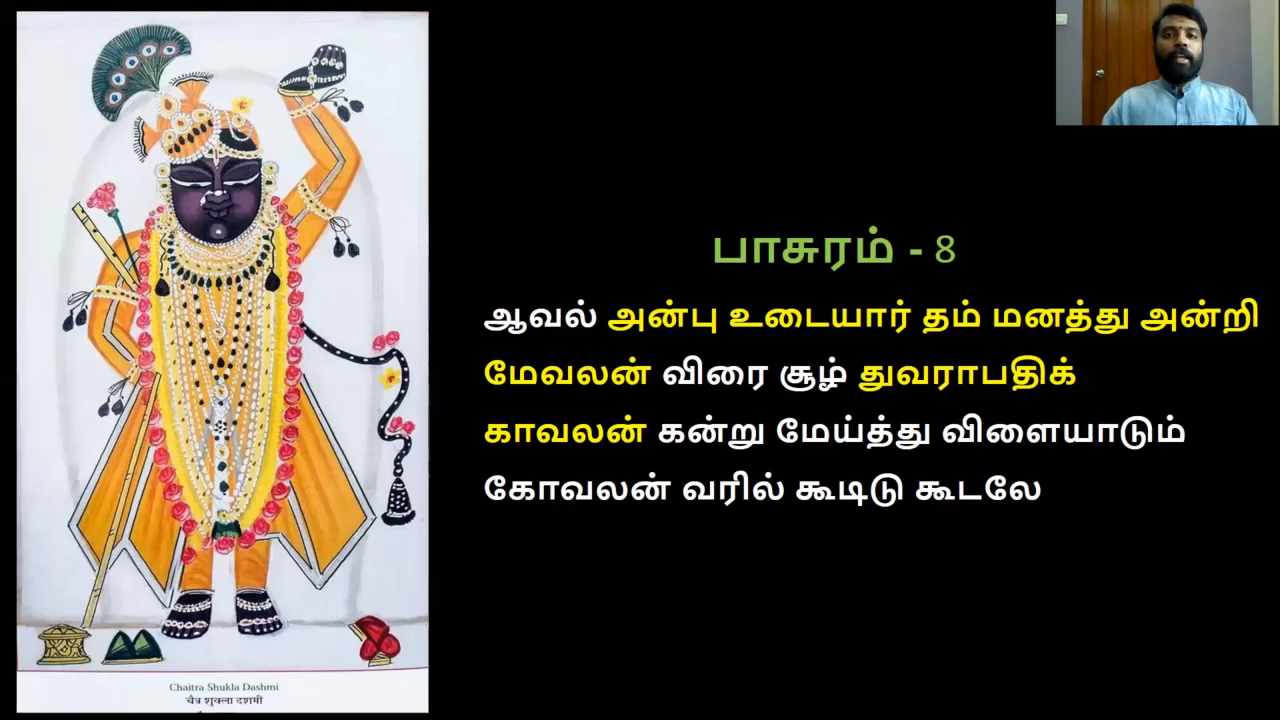 பாசுரம் - 8
ஆவல் அன்பு உடையார் தம் மனத்து அன்றி
மேவலன் விரை சூழ் துவராபதிக்
காவலன் கன்று மேய்த்து விளையாடும்
கோவலன் வரில் கூடிடு கூடலே
Chaitra Shukla Dashmi
चैत्र शुक्ला दशमी